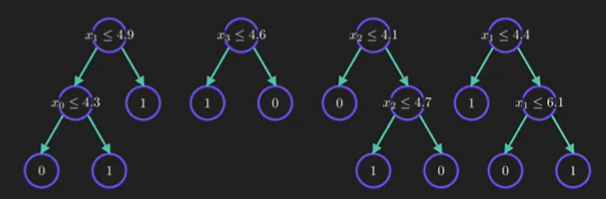 x₁ ≤ 4.9 x₃ ≤ 4.6 x₂ ≤ 4.1 x₁ ≤ 4.4
x₀ ≤ 4.3 1 1 0 0 x₂ ≤ 4.7 1 x₁ ≤ 6.1
0 1 1 0 0 1